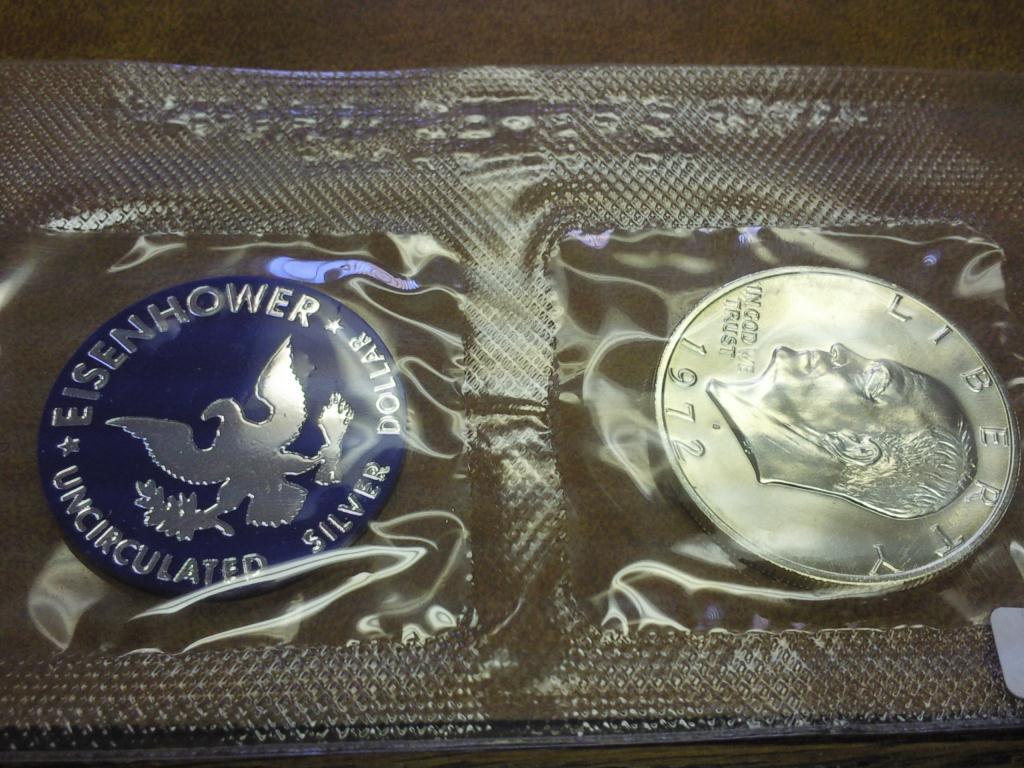 ★ EISENHOWER ★
UNCIRCULATED SILVER DOLLAR
LIBERTY
IN GOD WE
TRUST
1972